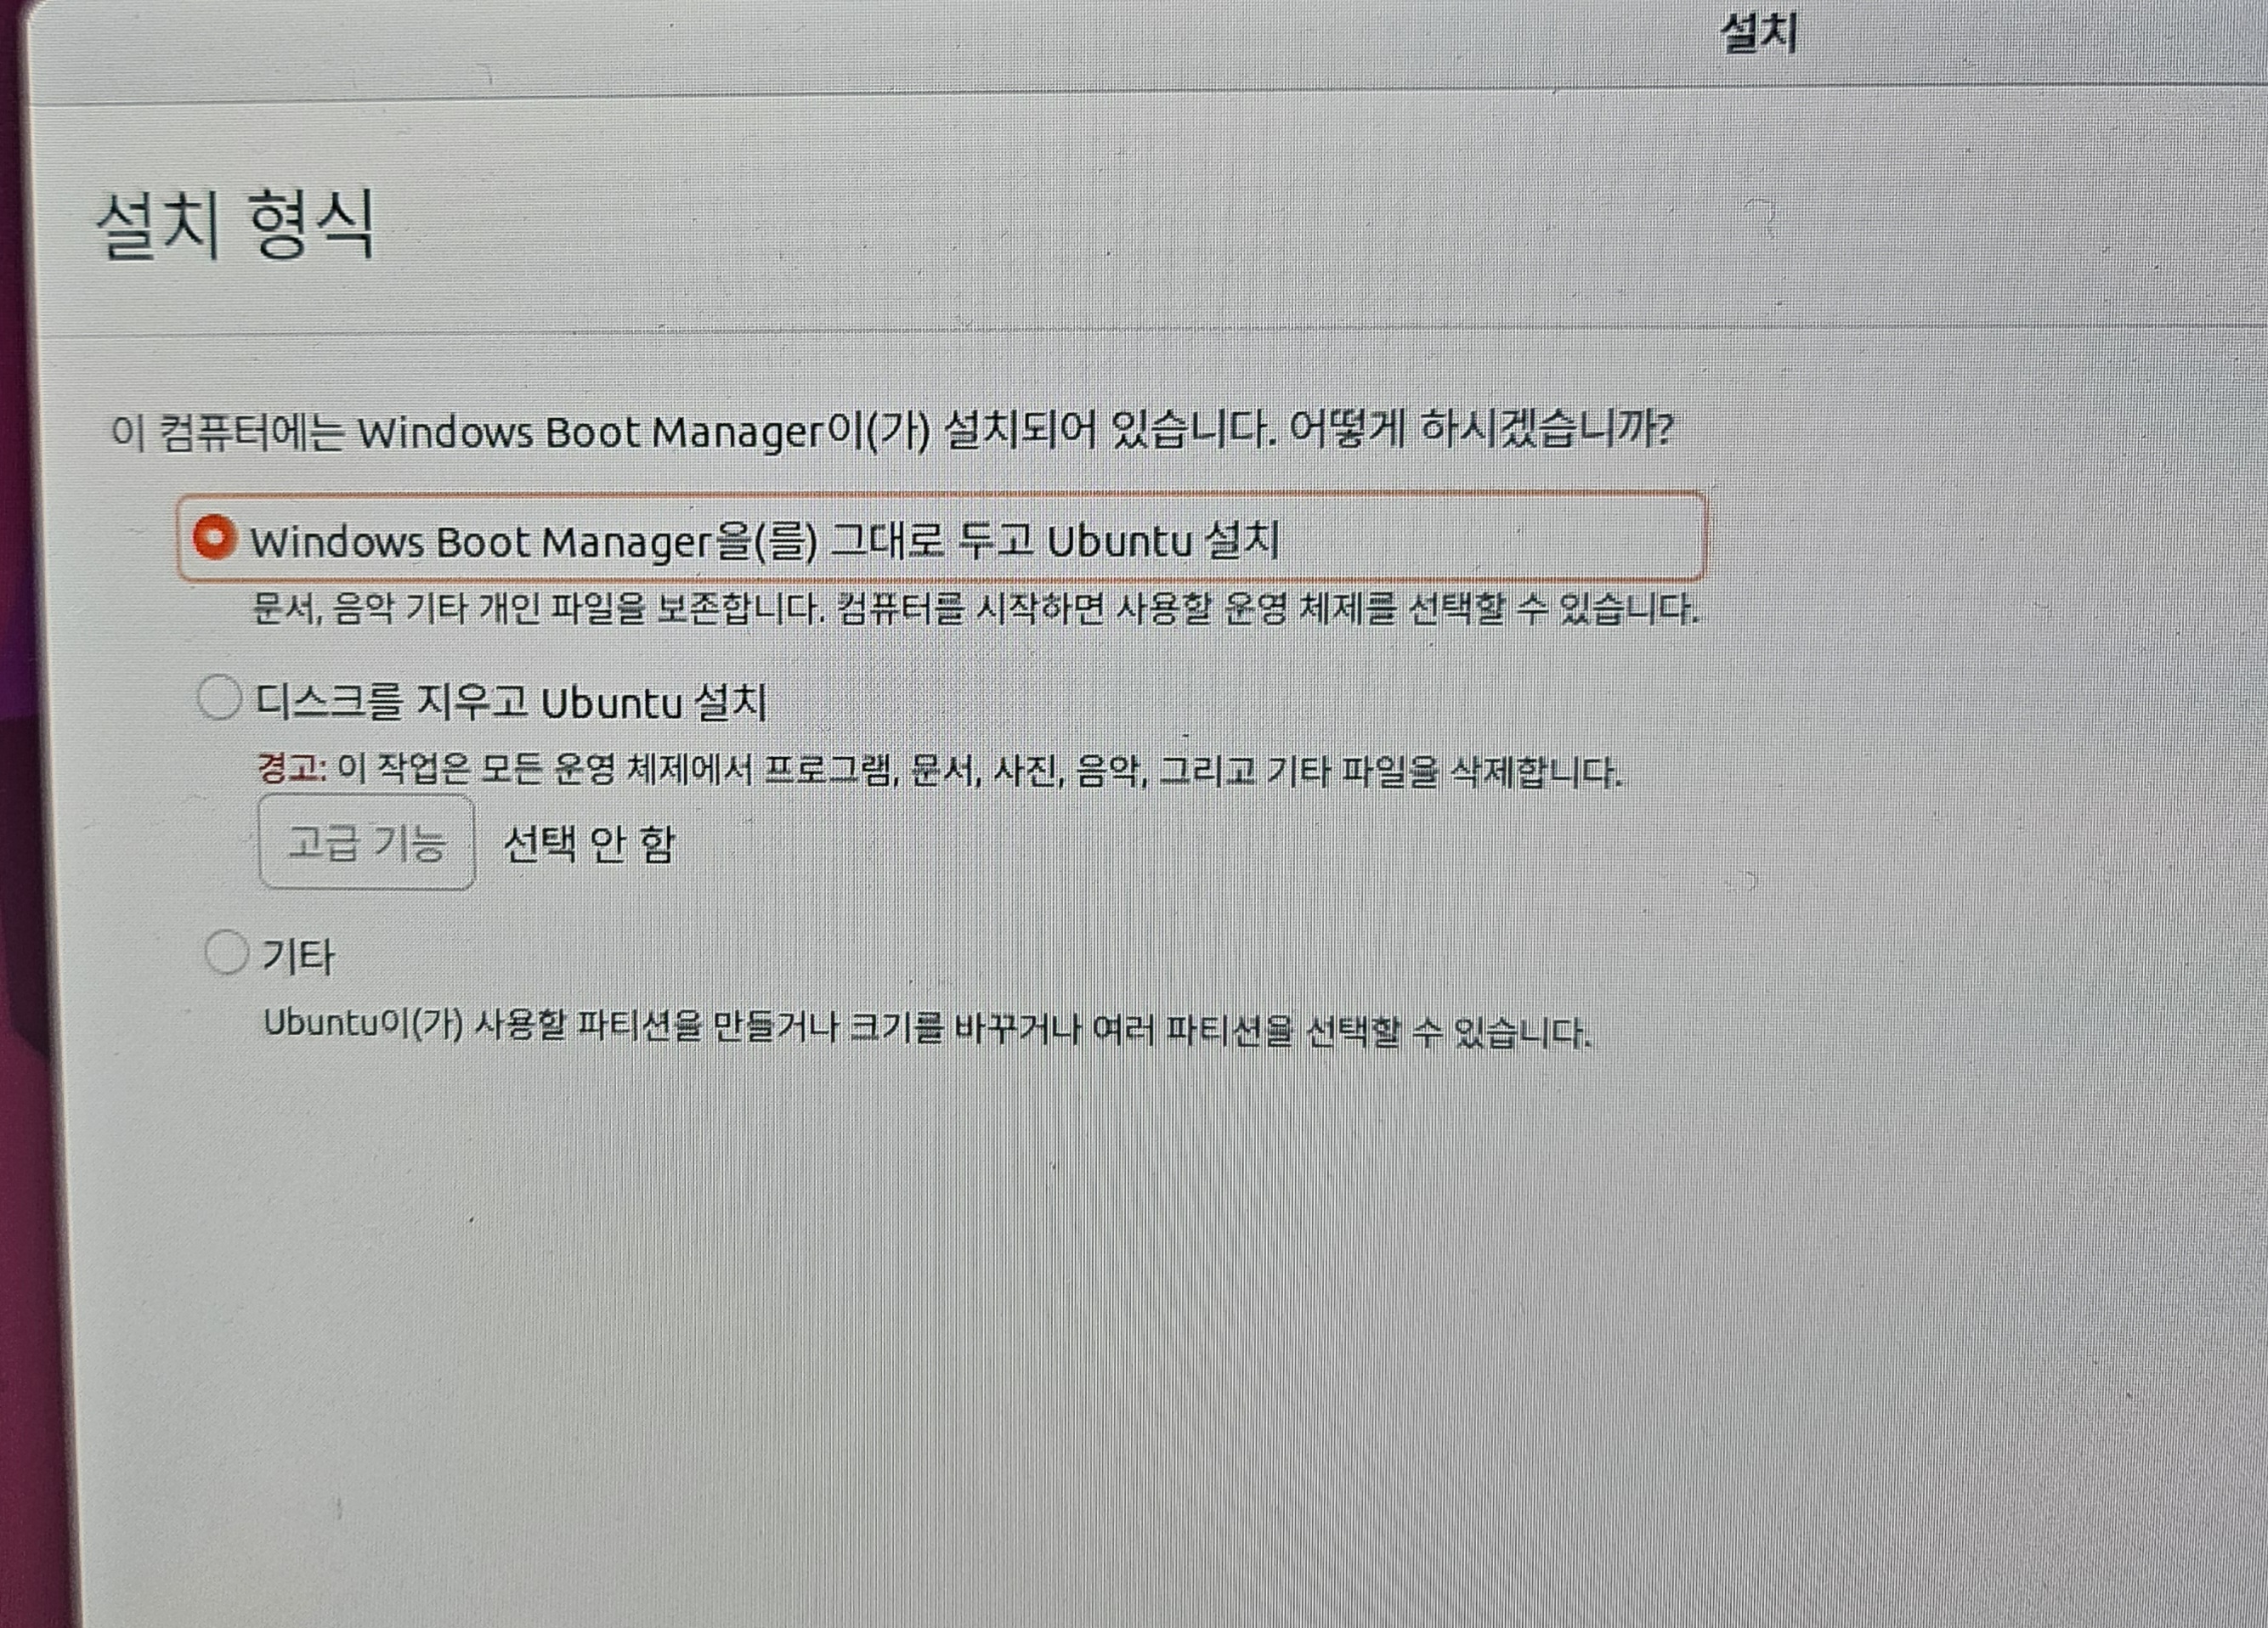 설치
설치 형식
이 컴퓨터에는 Windows Boot Manager이(가) 설치되어 있습니다. 어떻게 하시겠습니까?
Windows Boot Manager을(를) 그대로 두고 Ubuntu 설치
문서, 음악 기타 개인 파일을 보존합니다. 컴퓨터를 시작하면 사용할 운영 체제를 선택할 수 있습니다.
디스크를 지우고 Ubuntu 설치
경고: 이 작업은 모든 운영 체제에서 프로그램, 문서, 사진, 음악, 그리고 기타 파일을 삭제합니다.
고급 기능 선택 안 함
기타
Ubuntu이(가) 사용할 파티션을 만들거나 크기를 바꾸거나 여러 파티션을 선택할 수 있습니다.